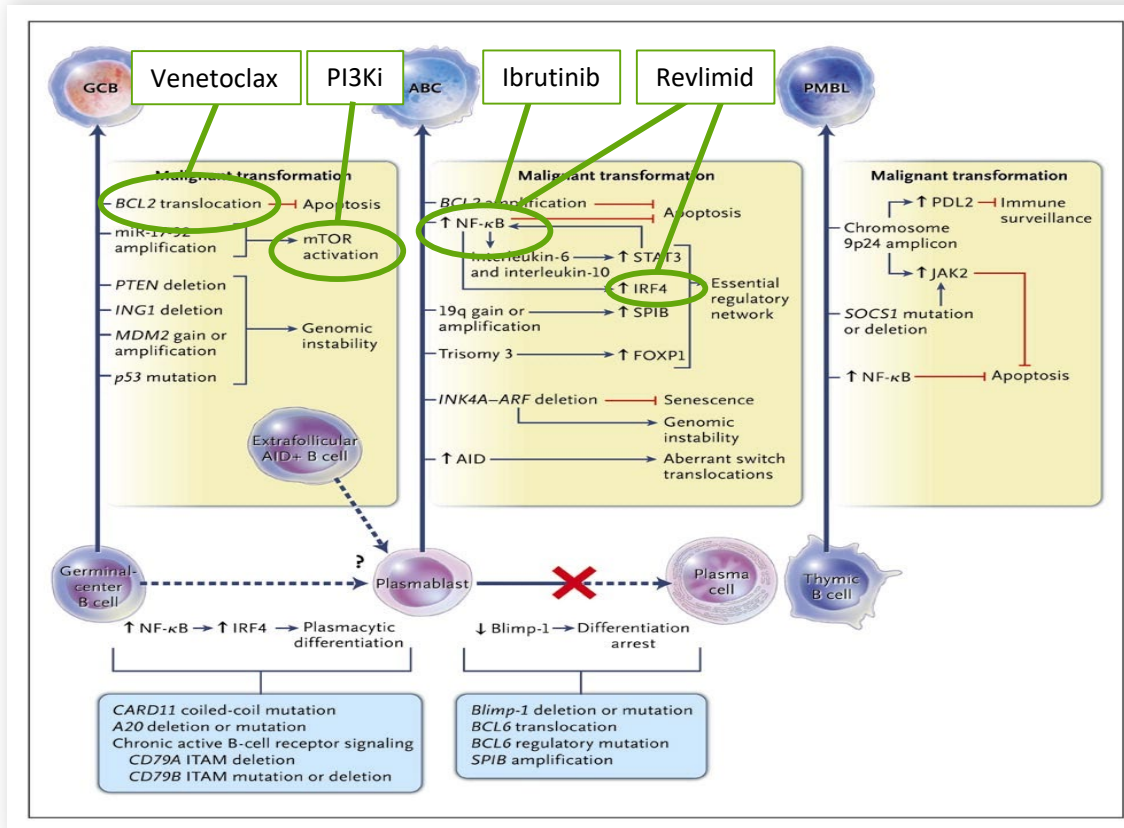 Venetoclax
PI3Ki
Ibrutinib
Revlimid
GCB
ABC
PMBL
Malignant transformation
BCL2 translocation
Apoptosis
miR-17-92
amplification
mTOR
activation
PTEN deletion
ING1 deletion
MDM2 gain or
amplification
p53 mutation
Genomic
instability
Malignant transformation
BCL2 amplification
↑ NF-κB
Apoptosis
Interleukin-6
and interleukin-10
↑ STAT3
↑ IRF4
Essential
regulatory
network
19q gain or
amplification
↑ SPIB
Trisomy 3
↑ FOXP1
INK4A–ARF deletion
Senescence
Genomic
instability
↑ AID
Aberrant switch
translocations
Malignant transformation
↑ PDL2
Immune
surveillance
Chromosome
9p24 amplicon
↑ JAK2
SOCS1 mutation
or deletion
↑ NF-κB
Apoptosis
Extrafollicular
AID+ B cell
Germinal-
center
B cell
?
Plasmablast
Plasma
cell
Thymic
B cell
↑ NF-κB → ↑ IRF4 → Plasmacytic
differentiation
↓ Blimp-1 → Differentiation
arrest
CARD11 coiled-coil mutation
A20 deletion or mutation
Chronic active B-cell receptor signaling
CD79A ITAM deletion
CD79B ITAM mutation or deletion
Blimp-1 deletion or mutation
BCL6 translocation
BCL6 regulatory mutation
SPIB amplification